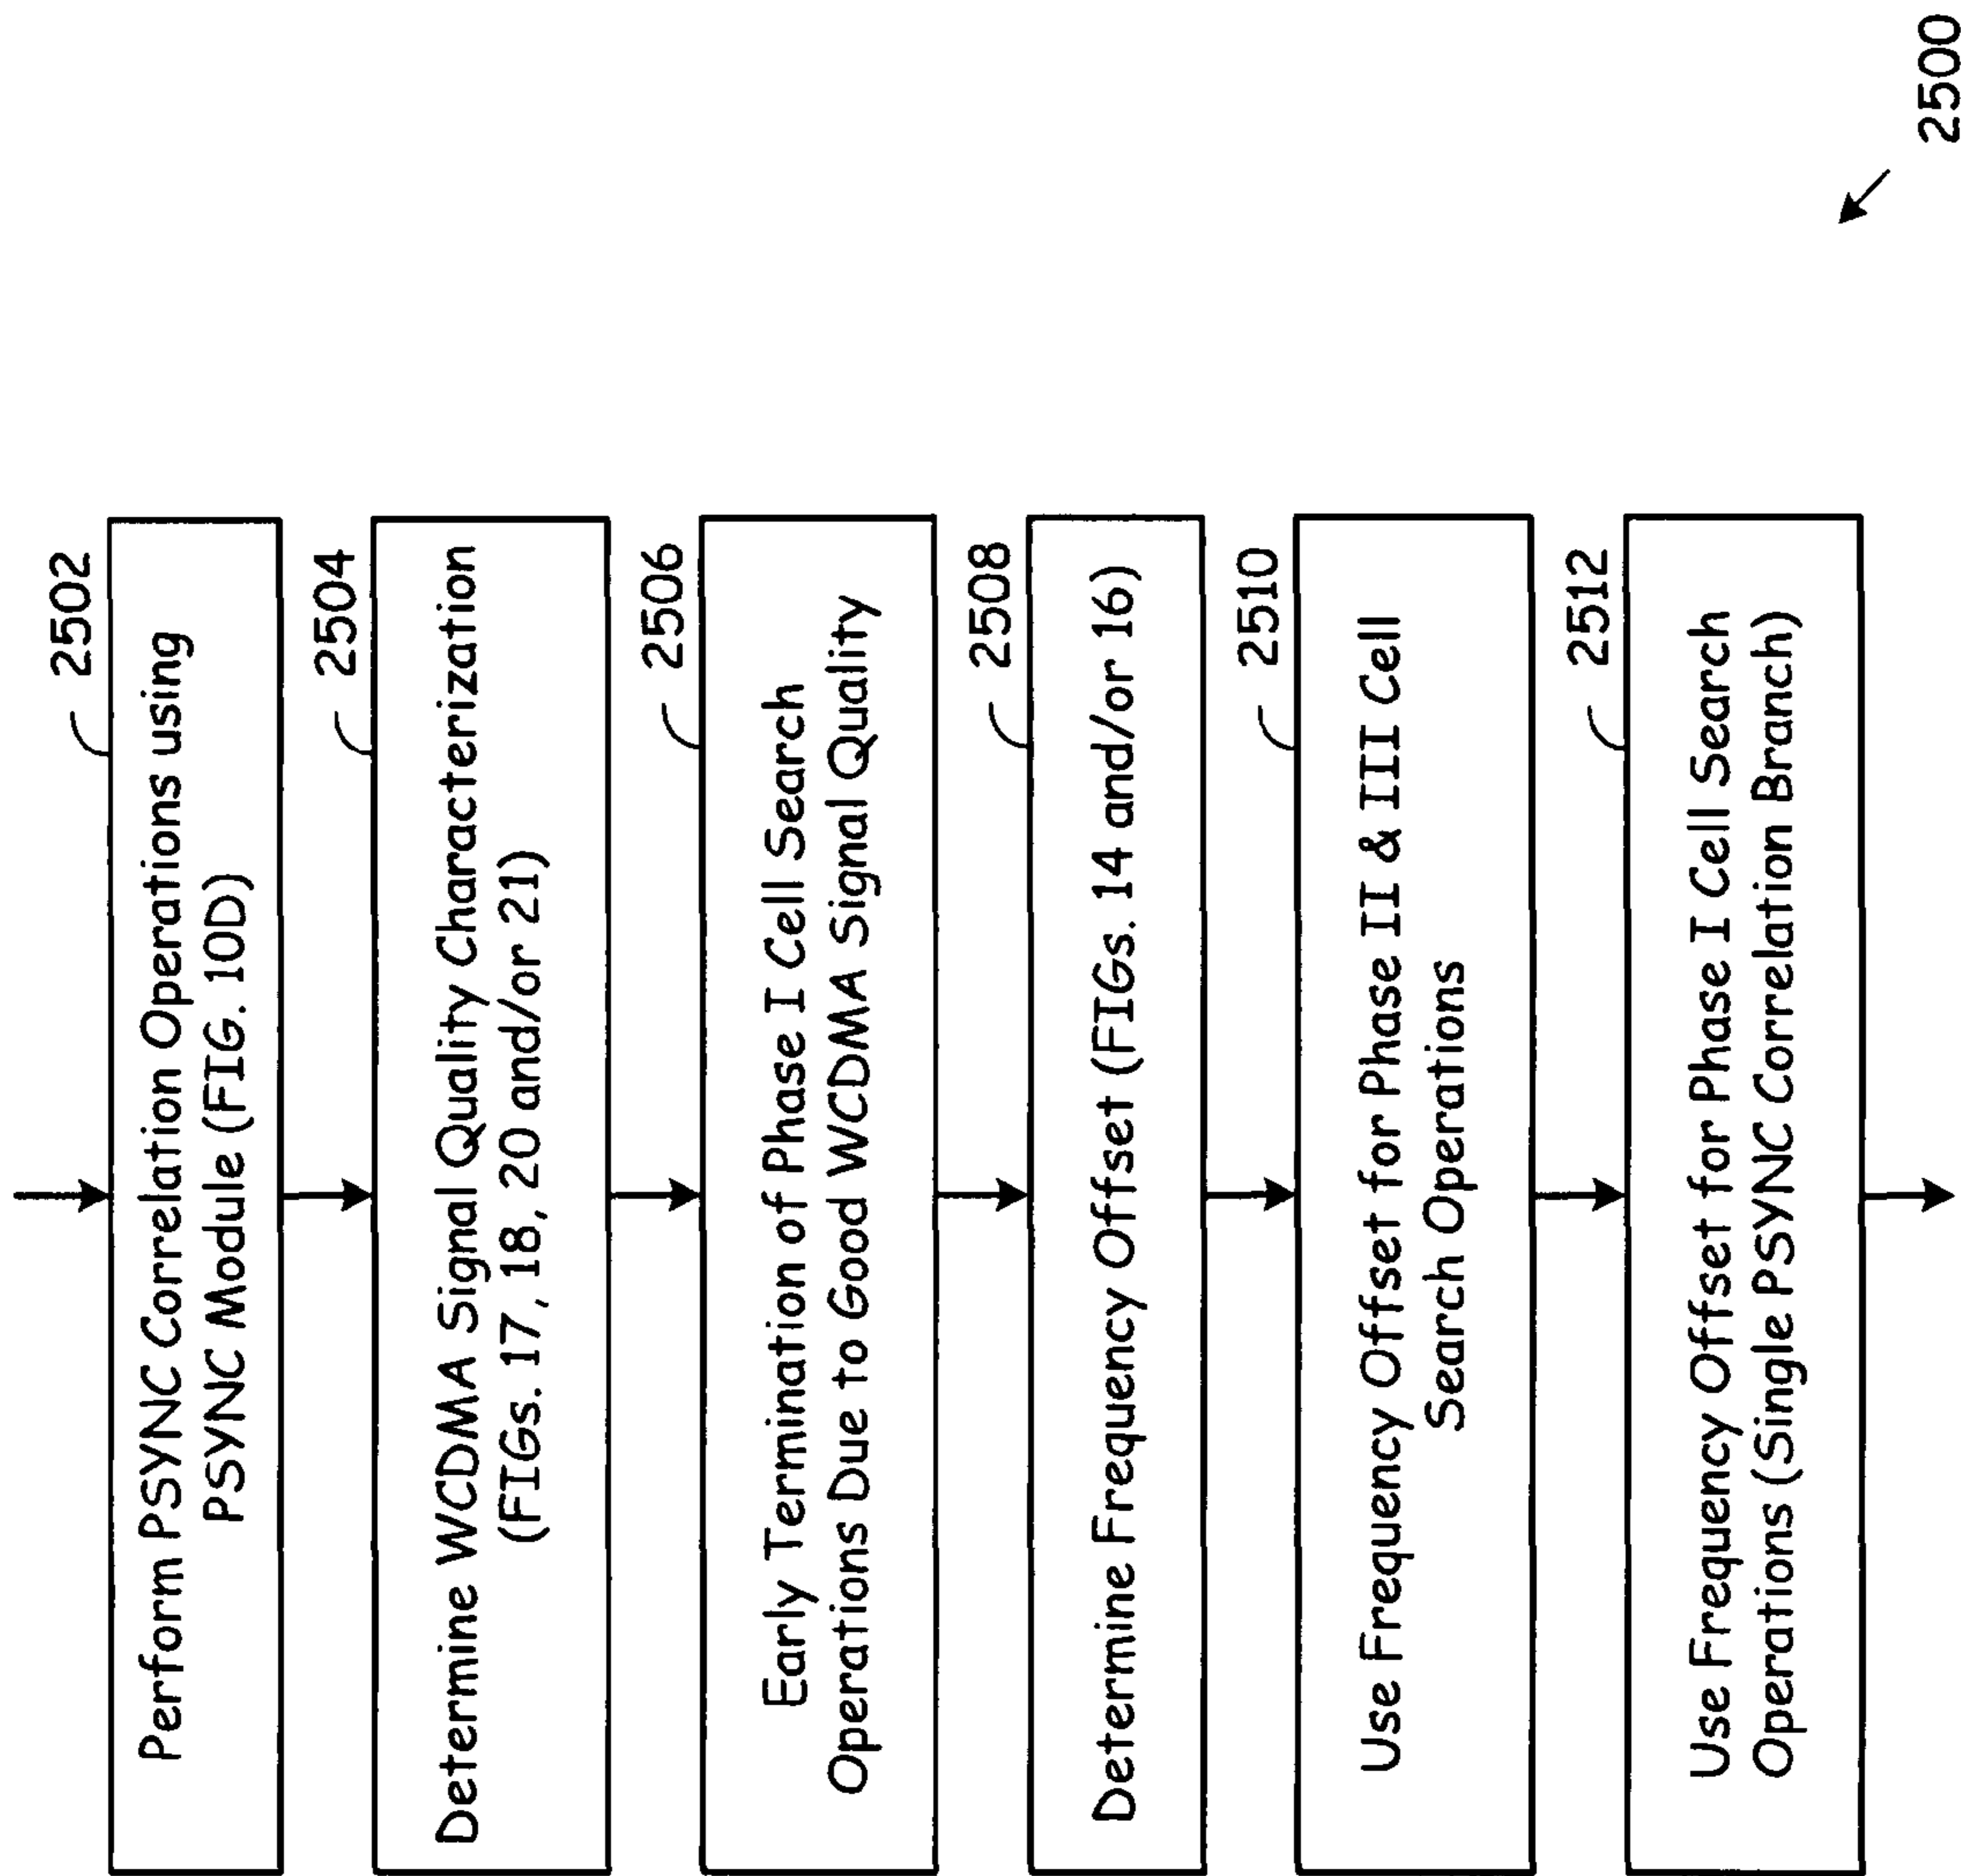 2502
Perform PSYNC Correlation Operations using
PSYNC Module (FIG. 10D)
2504
Determine WCDMA Signal Quality Characterization
(FIGs. 17, 18, 20 and/or 21)
2506
Early Termination of Phase I Cell Search
Operations Due to Good WCDMA Signal Quality
2508
Determine Frequency Offset (FIGs. 14 and/or 16)
2510
Use Frequency Offset for Phase II & III Cell
Search Operations
2512
Use Frequency Offset for Phase I Cell Search
Operations (Single PSYNC Correlation Branch)
2500